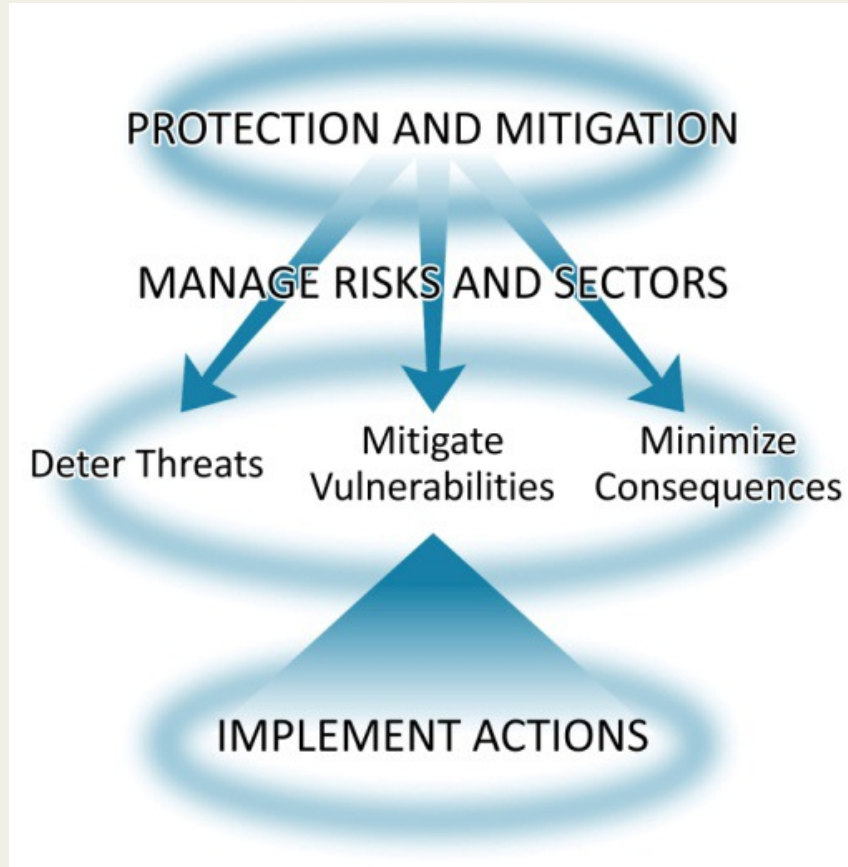 PROTECTION AND MITIGATION
MANAGE RISKS AND SECTORS
Deter Threats
Mitigate
Vulnerabilities
Minimize
Consequences
IMPLEMENT ACTIONS